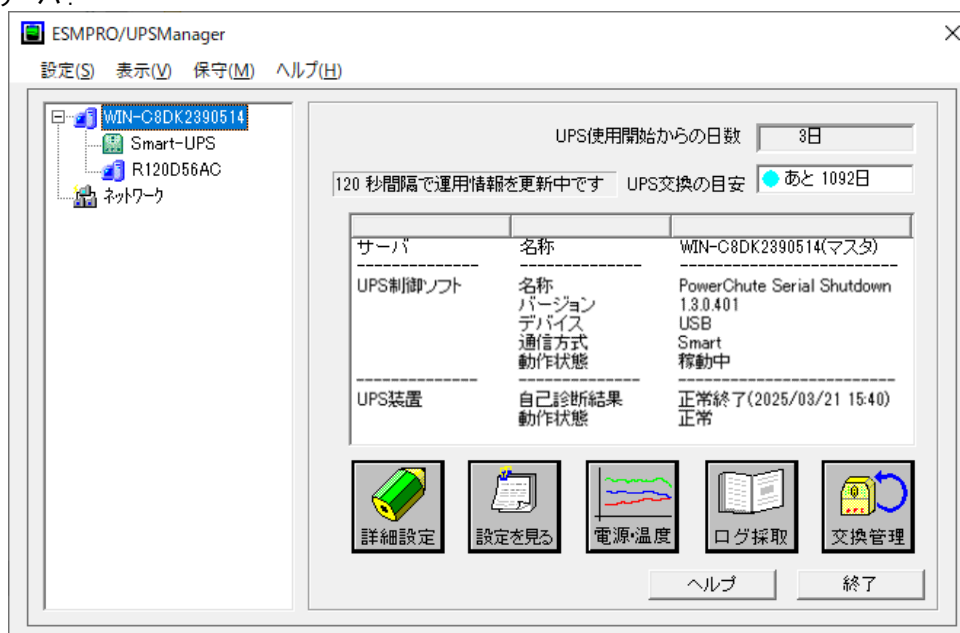 ESMPRO/UPSManager
設定(S) 表示(V) 保守(M) ヘルプ(H)
WIN-C8DK2390514
Smart-UPS
R120D56AC
ネットワーク
UPS使用開始からの日数 3日
120 秒間隔で運用情報を更新中です UPS交換の目安 あと 1092日
サーバ 名称 WIN-C8DK2390514(マスタ)
-------------- -------------- -------------------------
UPS制御ソフト 名称 PowerChute Serial Shutdown
バージョン 1.3.0.401
デバイス USB
通信方式 Smart
動作状態 稼動中
-------------- -------------- -------------------------
UPS装置 自己診断結果 正常終了(2025/03/21 15:40)
動作状態 正常
詳細設定 設定を見る 電源・温度 ログ採取 交換管理
ヘルプ 終了